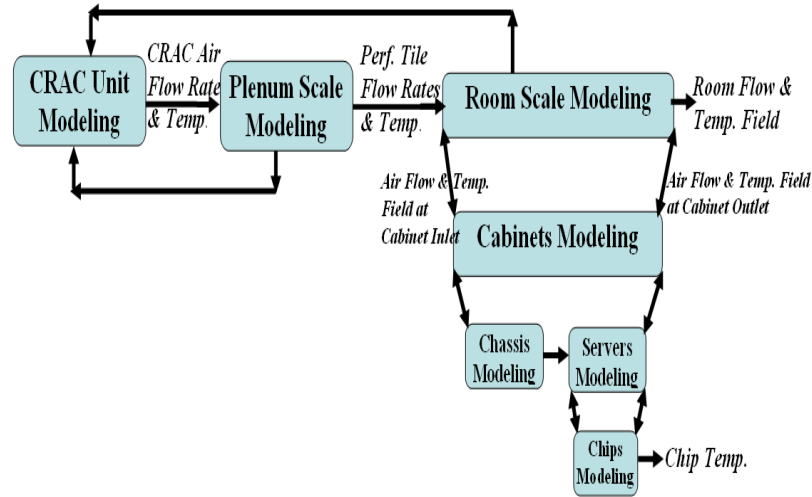 CRAC Unit
Modeling
CRAC Air
Flow Rate
& Temp.
Plenum Scale
Modeling
Perf. Tile
Flow Rates
& Temp.
Room Scale Modeling
Room Flow &
Temp. Field
Air Flow & Temp.
Field at
Cabinet Inlet
Air Flow & Temp. Field
at Cabinet Outlet
Cabinets Modeling
Chassis
Modeling
Servers
Modeling
Chips
Modeling
Chip Temp.